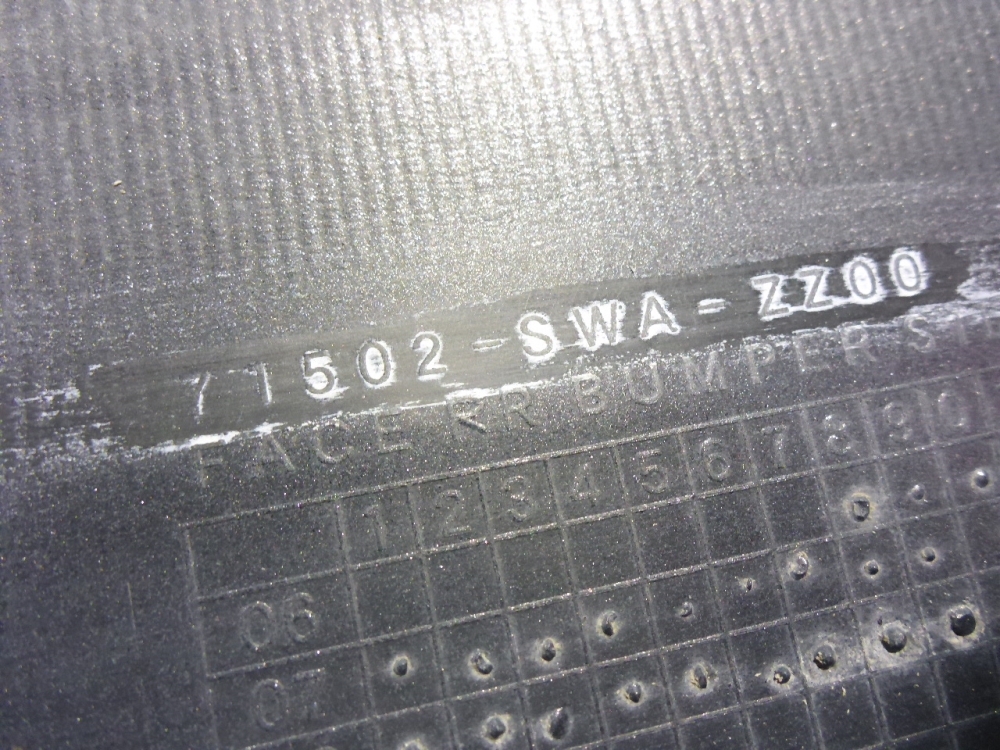 71502-SWA-ZZ00
FACE RR BUMPER
1 2 3 4 5 6 7 8 9 0
06
07